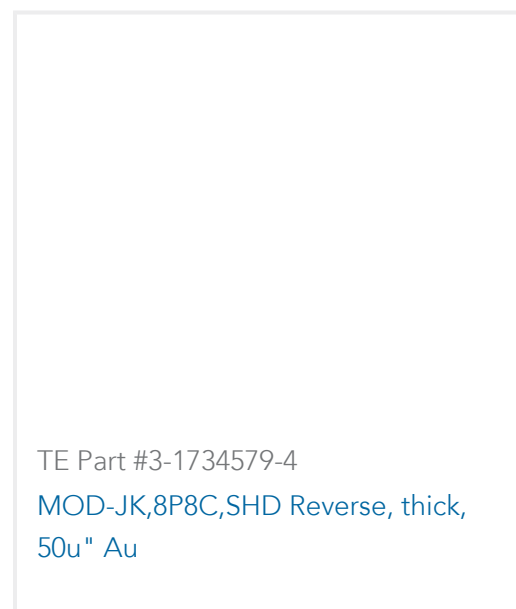 TE Part #3-1734579-4
MOD-JK,8P8C,SHD Reverse, thick,
50u" Au